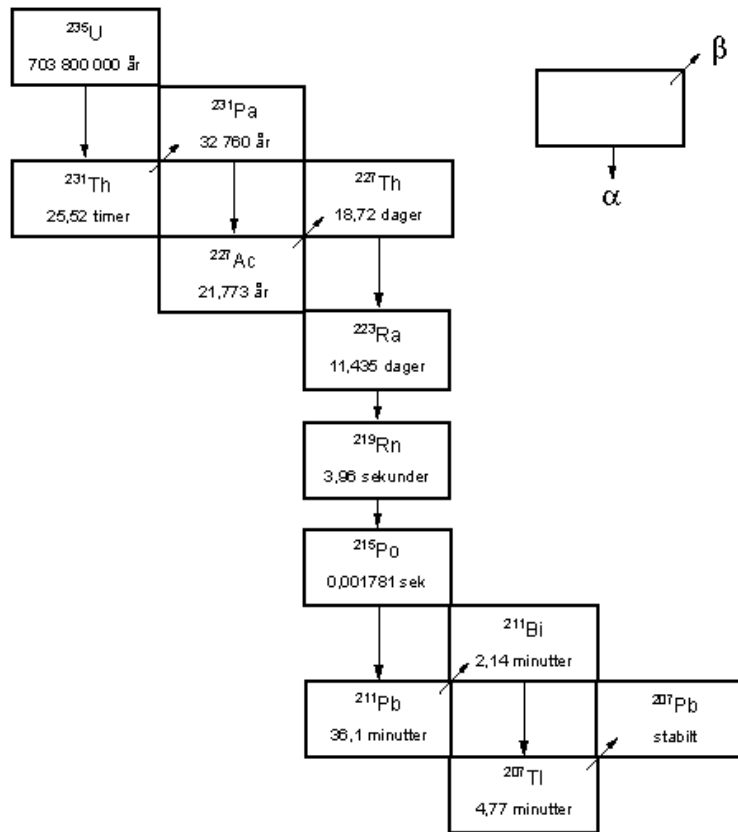 ²³⁵U
703 800 000 år
β
²³¹Pa
32 760 år
α
²³¹Th
25,52 timer
²²⁷Th
18,72 dager
²²⁷Ac
21,773 år
²²³Ra
11,435 dager
²¹⁹Rn
3,96 sekunder
²¹⁵Po
0,001781 sek
²¹¹Bi
2,14 minutter
²¹¹Pb
36,1 minutter
²⁰⁷Pb
stabilt
²⁰⁷Tl
4,77 minutter